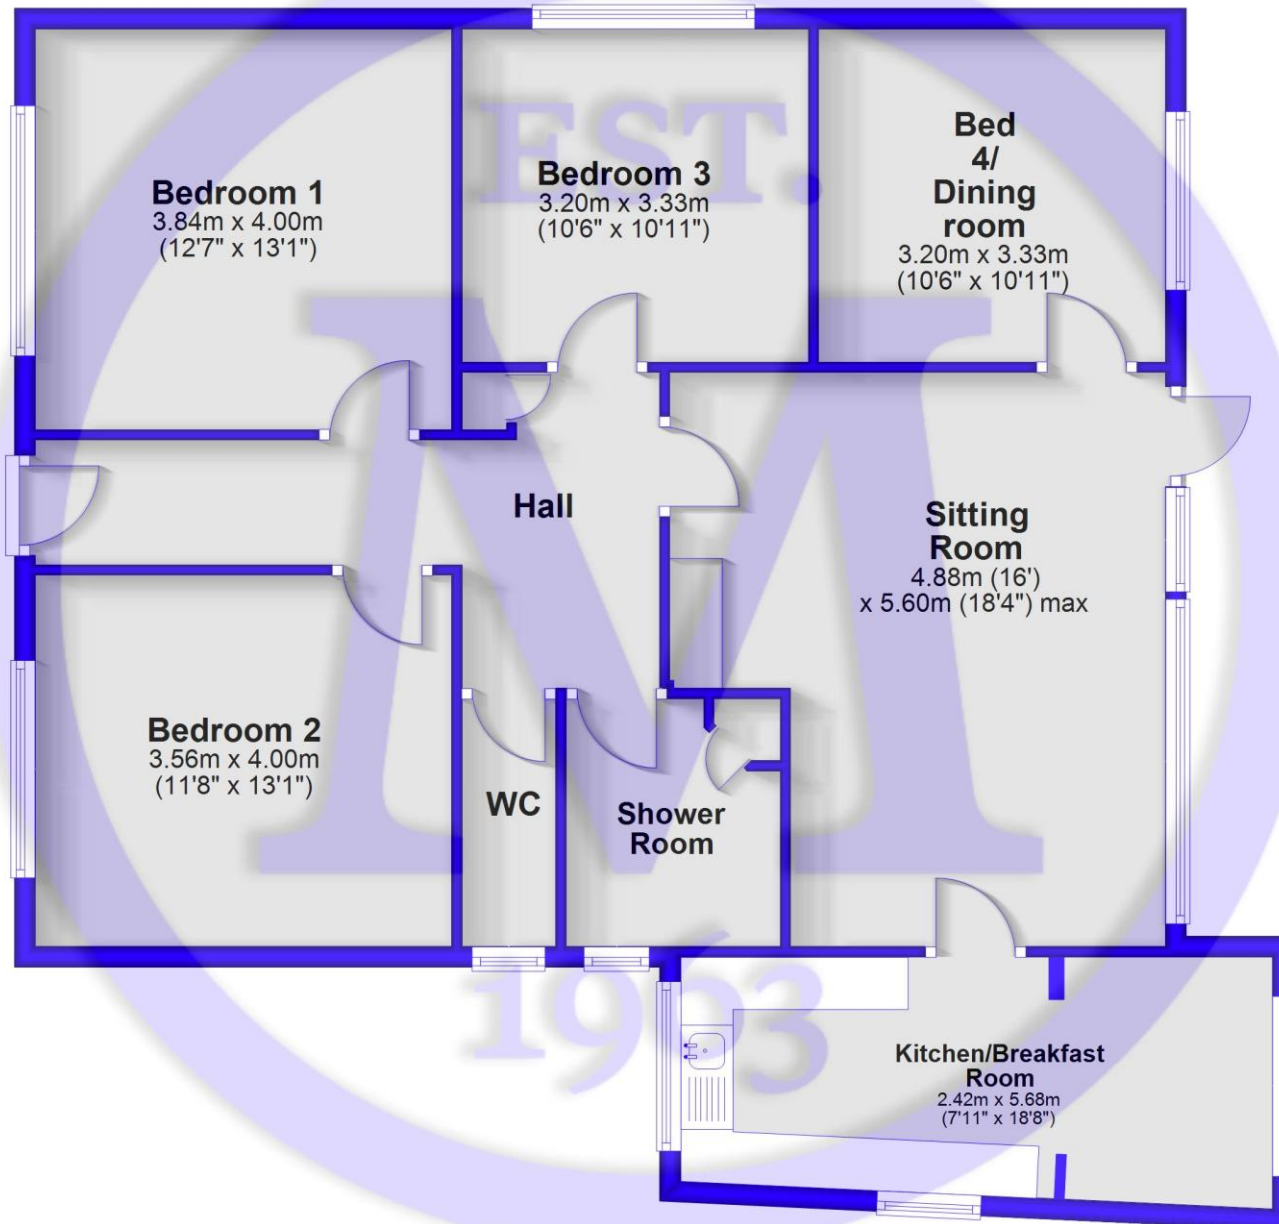 EST.
Bedroom 1
3.84m x 4.00m
(12'7" x 13'1")
Bedroom 3
3.20m x 3.33m
(10'6" x 10'11")
Bed
4/
Dining
room
3.20m x 3.33m
(10'6" x 10'11")
Hall
Sitting
Room
4.88m (16')
x 5.60m (18'4") max
M
Bedroom 2
3.56m x 4.00m
(11'8" x 13'1")
WC
Shower
Room
1963
Kitchen/Breakfast
Room
2.42m x 5.68m
(7'11" x 18'8")